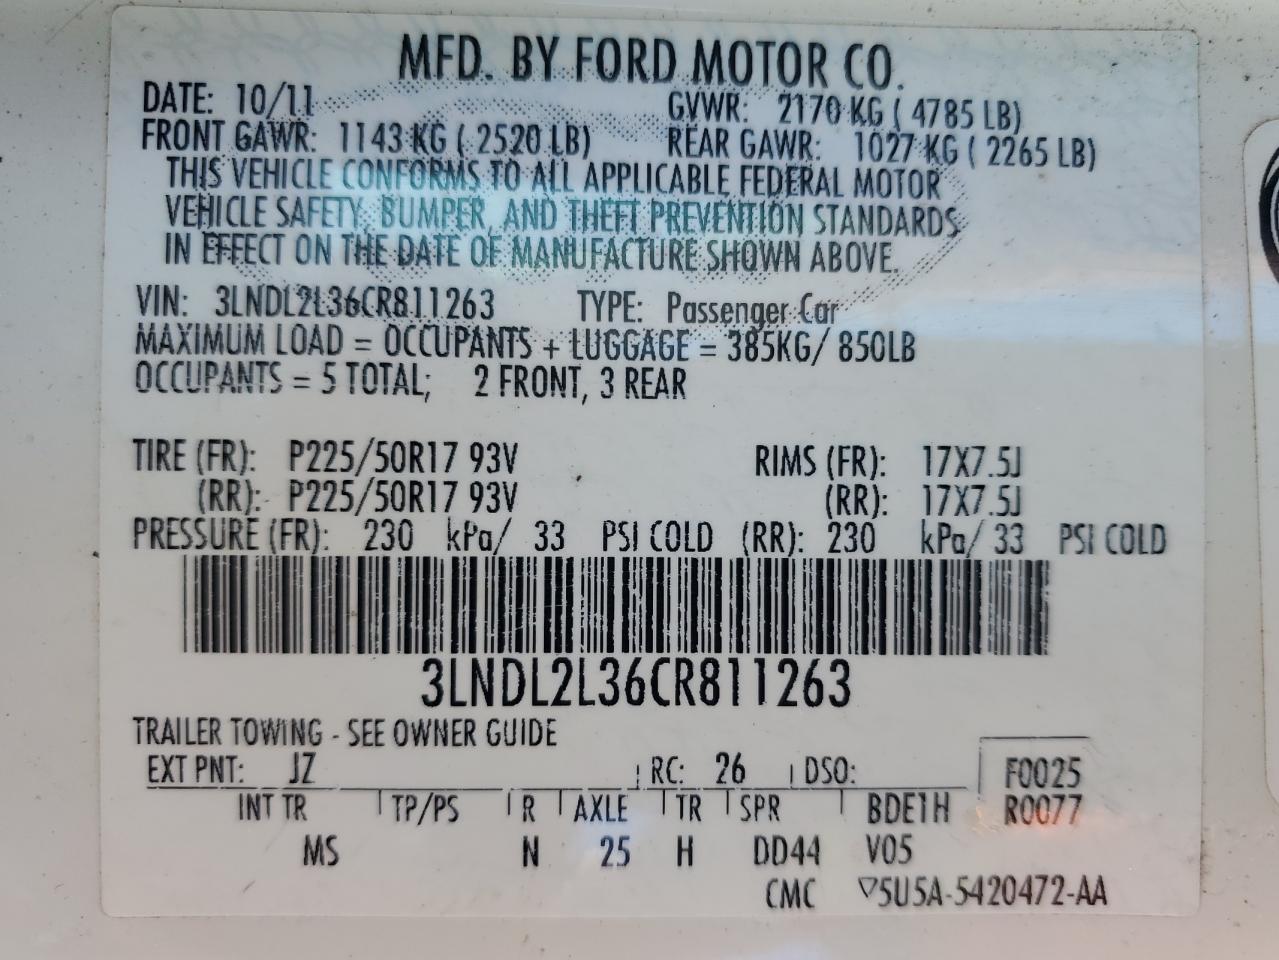 MFD. BY FORD MOTOR CO.
DATE: 10/11 GVWR: 2170 KG ( 4785 LB)
FRONT GAWR: 1143 KG ( 2520 LB) REAR GAWR: 1027 KG ( 2265 LB)
THIS VEHICLE CONFORMS TO ALL APPLICABLE FEDERAL MOTOR
VEHICLE SAFETY, BUMPER, AND THEFT PREVENTION STANDARDS
IN EFFECT ON THE DATE OF MANUFACTURE SHOWN ABOVE.
VIN: 3LNDL2L36CR811263 TYPE: Passenger Car
MAXIMUM LOAD = OCCUPANTS + LUGGAGE = 385KG/ 850LB
OCCUPANTS = 5 TOTAL; 2 FRONT, 3 REAR
TIRE (FR): P225/50R17 93V RIMS (FR): 17X7.5J
(RR): P225/50R17 93V (RR): 17X7.5J
PRESSURE (FR): 230 kPa/ 33 PSI COLD (RR): 230 kPa/ 33 PSI COLD
3LNDL2L36CR811263
TRAILER TOWING - SEE OWNER GUIDE
EXT PNT: JZ RC: 26 DSO: F0025
INT TR TP/PS R AXLE TR SPR BDE1H R0077
MS N 25 H DD44 V05
CMC ▽5U5A-5420472-AA